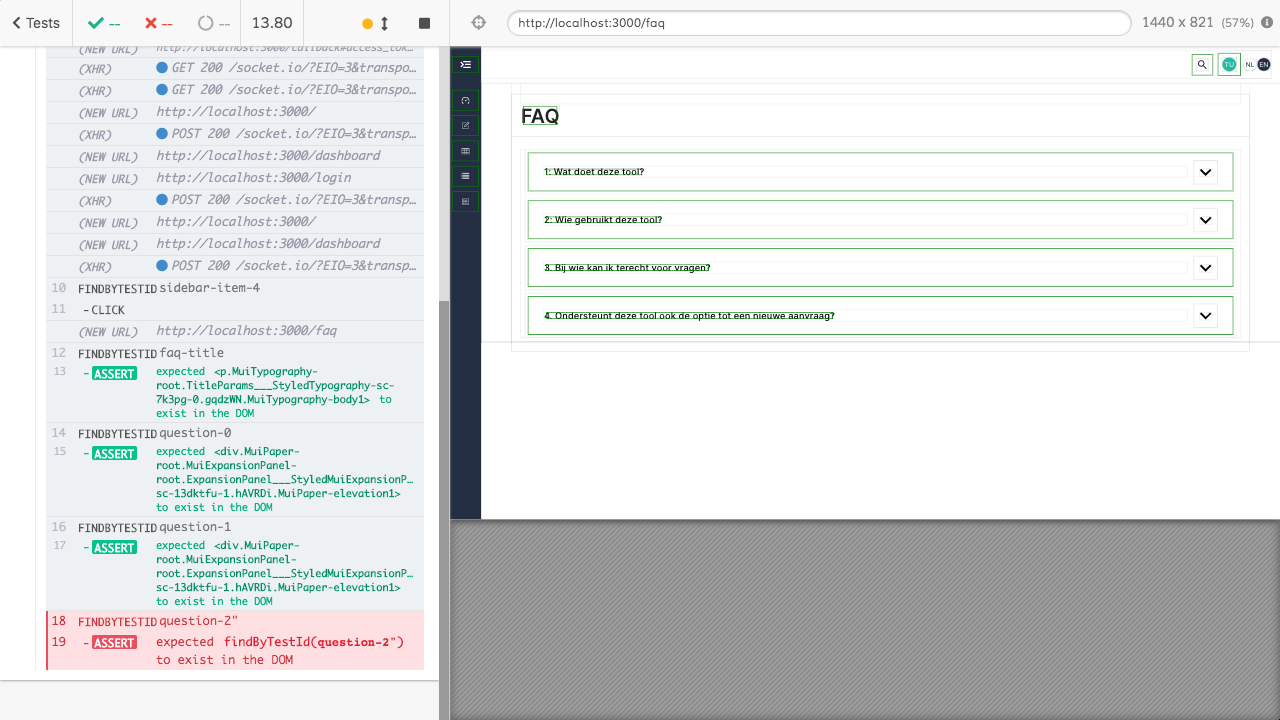 Tests -- -- -- 13.80
http://localhost:3000/faq 1440 x 821 (57%)
(NEW URL) http://localhost:3000/callback#access_tok…
(XHR) GET 200 /socket.io/?EIO=3&transpo…
(XHR) GET 200 /socket.io/?EIO=3&transpo…
(NEW URL) http://localhost:3000/
(XHR) POST 200 /socket.io/?EIO=3&transp…
(NEW URL) http://localhost:3000/dashboard
(NEW URL) http://localhost:3000/login
(XHR) POST 200 /socket.io/?EIO=3&transp…
(NEW URL) http://localhost:3000/
(NEW URL) http://localhost:3000/dashboard
(XHR) POST 200 /socket.io/?EIO=3&transp…
10 FINDBYTESTID sidebar-item-4
11 -CLICK
(NEW URL) http://localhost:3000/faq
12 FINDBYTESTID faq-title
13 -ASSERT expected <p.MuiTypography-
root.TitleParams___StyledTypography-sc-
7k3pg-0.gqdzWN.MuiTypography-body1> to
exist in the DOM
14 FINDBYTESTID question-0
15 -ASSERT expected <div.MuiPaper-
root.MuiExpansionPanel-
root.ExpansionPanel___StyledMuiExpansionP…
sc-13dktfu-1.hAVRDi.MuiPaper-elevation1>
to exist in the DOM
16 FINDBYTESTID question-1
17 -ASSERT expected <div.MuiPaper-
root.MuiExpansionPanel-
root.ExpansionPanel___StyledMuiExpansionP…
sc-13dktfu-1.hAVRDi.MuiPaper-elevation1>
to exist in the DOM
18 FINDBYTESTID question-2"
19 -ASSERT expected findByTestId(question-2")
to exist in the DOM
TU NL EN
FAQ
1: Wat doet deze tool?
2: Wie gebruikt deze tool?
3. Bij wie kan ik terecht voor vragen?
4. Ondersteunt deze tool ook de optie tot een nieuwe aanvraag?